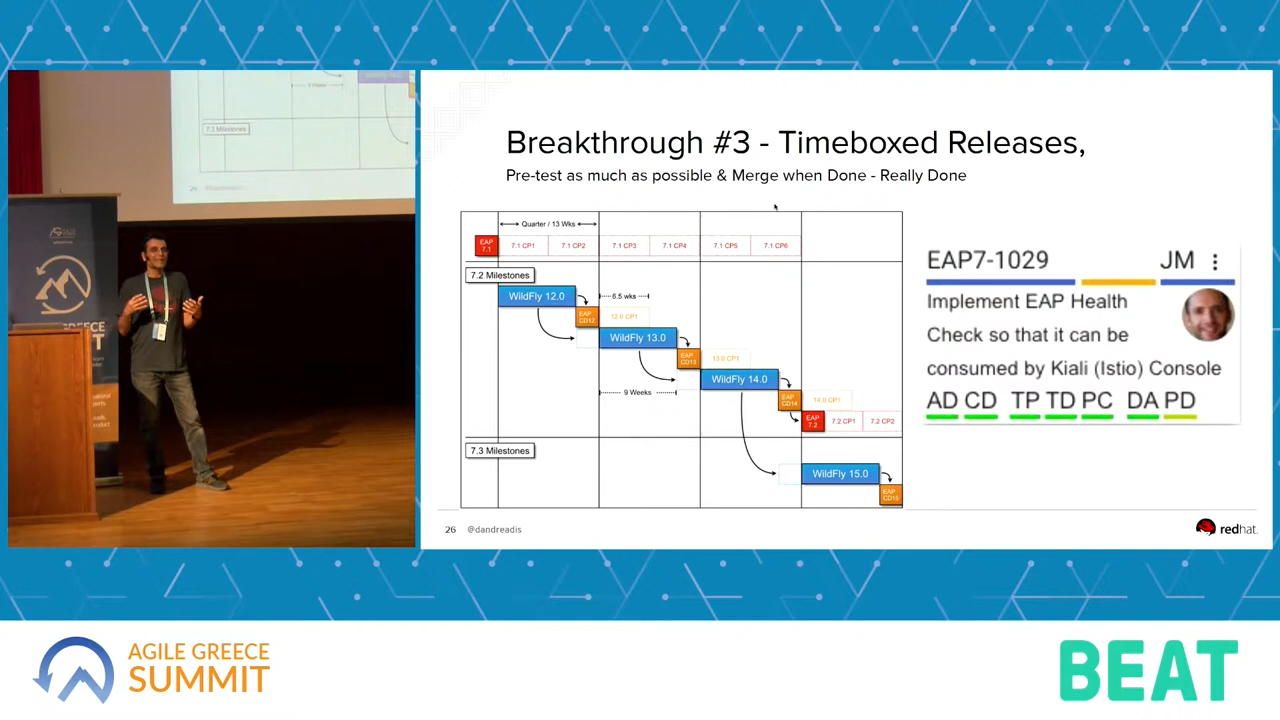 7.3 Milestones
GREECE
Breakthrough #3 - Timeboxed Releases,
Pre-test as much as possible & Merge when Done - Really Done
Quarter / 13 Wks
EAP
7.1
7.1 CP1
7.1 CP2
7.1 CP3
7.1 CP4
7.1 CP5
7.1 CP6
7.2 Milestones
WildFly 12.0
6.5 wks
EAP
CD12
12.0 CP1
WildFly 13.0
EAP
CD13
13.0 CP1
WildFly 14.0
9 Weeks
EAP
CD14
14.0 CP1
EAP
7.2
7.2 CP1
7.2 CP2
7.3 Milestones
WildFly 15.0
EAP
CD15
EAP7-1029
JM
Implement EAP Health
Check so that it can be
consumed by Kiali (Istio) Console
AD CD TP TD PC DA PD
26 @dandreadis
redhat.
AGILE GREECE
SUMMIT
BEAT